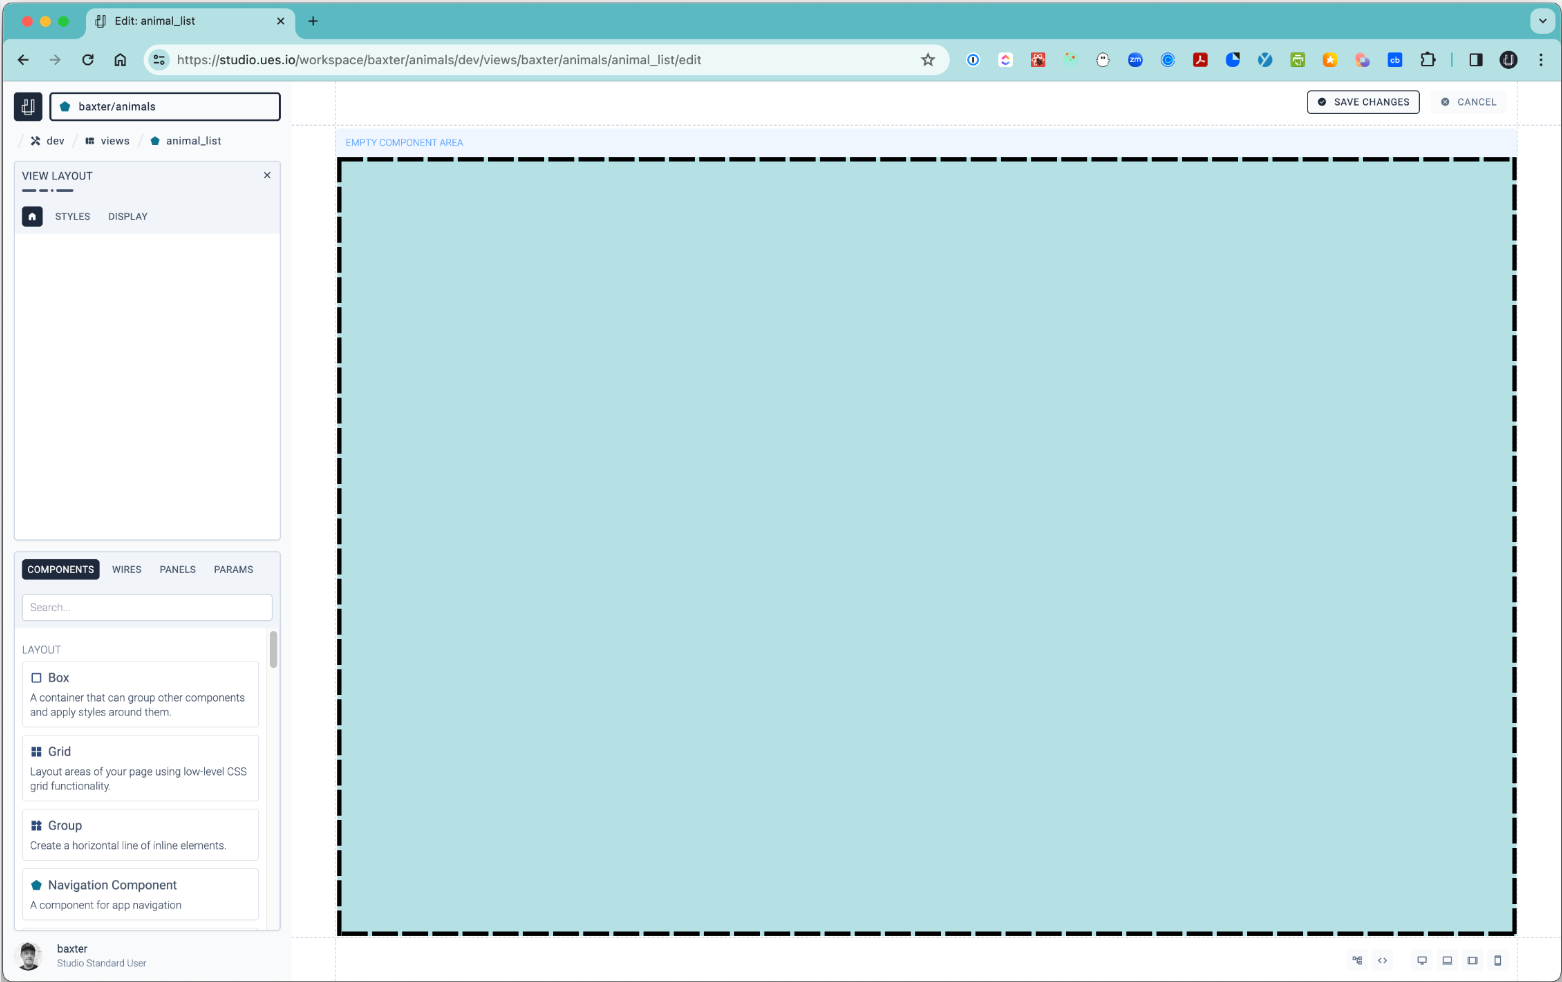 Edit: animal_list
https://studio.ues.io/workspace/baxter/animals/dev/views/baxter/animals/animal_list/edit
zm
cb
baxter/animals
SAVE CHANGES
CANCEL
/ dev / views / animal_list
EMPTY COMPONENT AREA
VIEW LAYOUT
STYLES DISPLAY
COMPONENTS WIRES PANELS PARAMS
Search...
LAYOUT
Box
A container that can group other components
and apply styles around them.
Grid
Layout areas of your page using low-level CSS
grid functionality.
Group
Create a horizontal line of inline elements.
Navigation Component
A component for app navigation
baxter
Studio Standard User